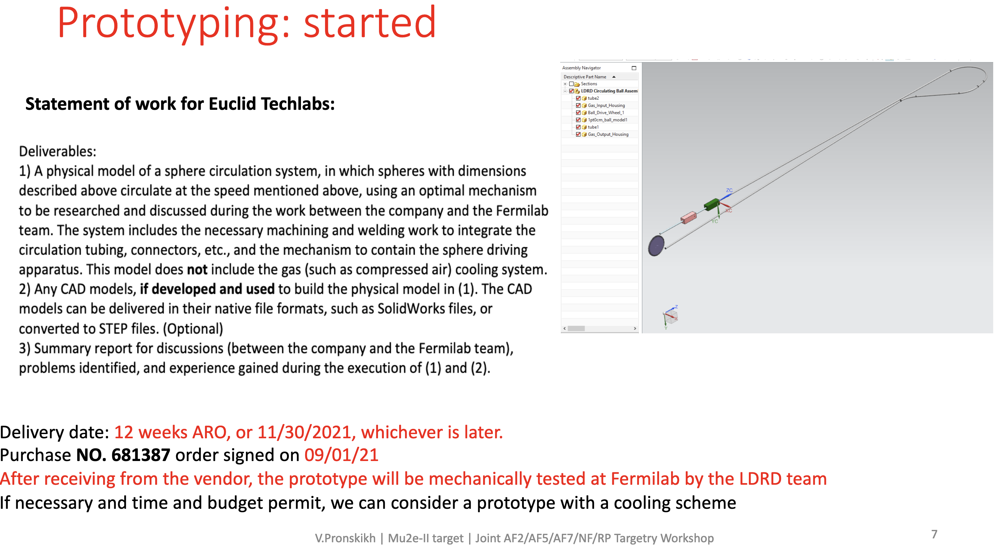 Prototyping: started
Statement of work for Euclid Techlabs:
Deliverables:
1) A physical model of a sphere circulation system, in which spheres with dimensions
described above circulate at the speed mentioned above, using an optimal mechanism
to be researched and discussed during the work between the company and the Fermilab
team. The system includes the necessary machining and welding work to integrate the
circulation tubing, connectors, etc., and the mechanism to contain the sphere driving
apparatus. This model does not include the gas (such as compressed air) cooling system.
2) Any CAD models, if developed and used to build the physical model in (1). The CAD
models can be delivered in their native file formats, such as SolidWorks files, or
converted to STEP files. (Optional)
3) Summary report for discussions (between the company and the Fermilab team),
problems identified, and experience gained during the execution of (1) and (2).
Assembly Navigator
Descriptive Part Name
Sections
LDRD Circulating Ball Assem
tube2
Gas_Input_Housing
Ball_Drive_Wheel_1
1pt0cm_ball_model1
tube1
Gas_Output_Housing
ZC
XC
YC
Z
X
Y
Delivery date: 12 weeks ARO, or 11/30/2021, whichever is later.
Purchase NO. 681387 order signed on 09/01/21
After receiving from the vendor, the prototype will be mechanically tested at Fermilab by the LDRD team
If necessary and time and budget permit, we can consider a prototype with a cooling scheme
V.Pronskikh | Mu2e-II target | Joint AF2/AF5/AF7/NF/RP Targetry Workshop
7